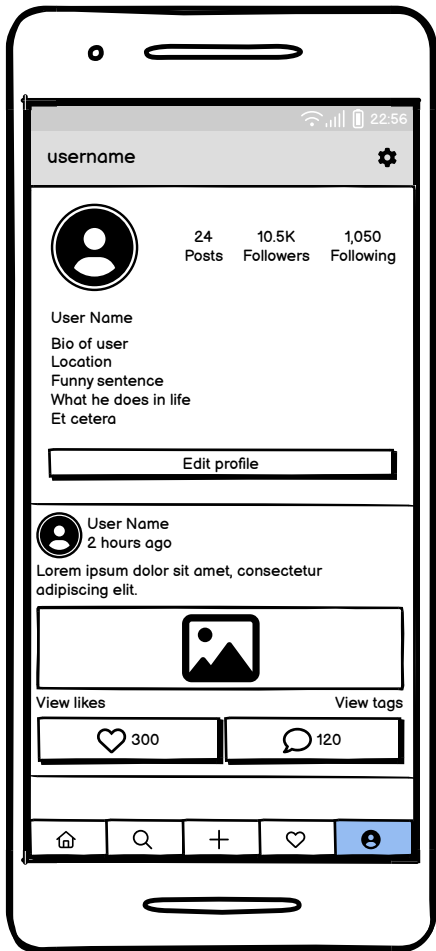 22:56
username
24
Posts
10.5K
Followers
1,050
Following
User Name
Bio of user
Location
Funny sentence
What he does in life
Et cetera
Edit profile
User Name
2 hours ago
Lorem ipsum dolor sit amet, consectetur
adipiscing elit.
View likes
View tags
300
120